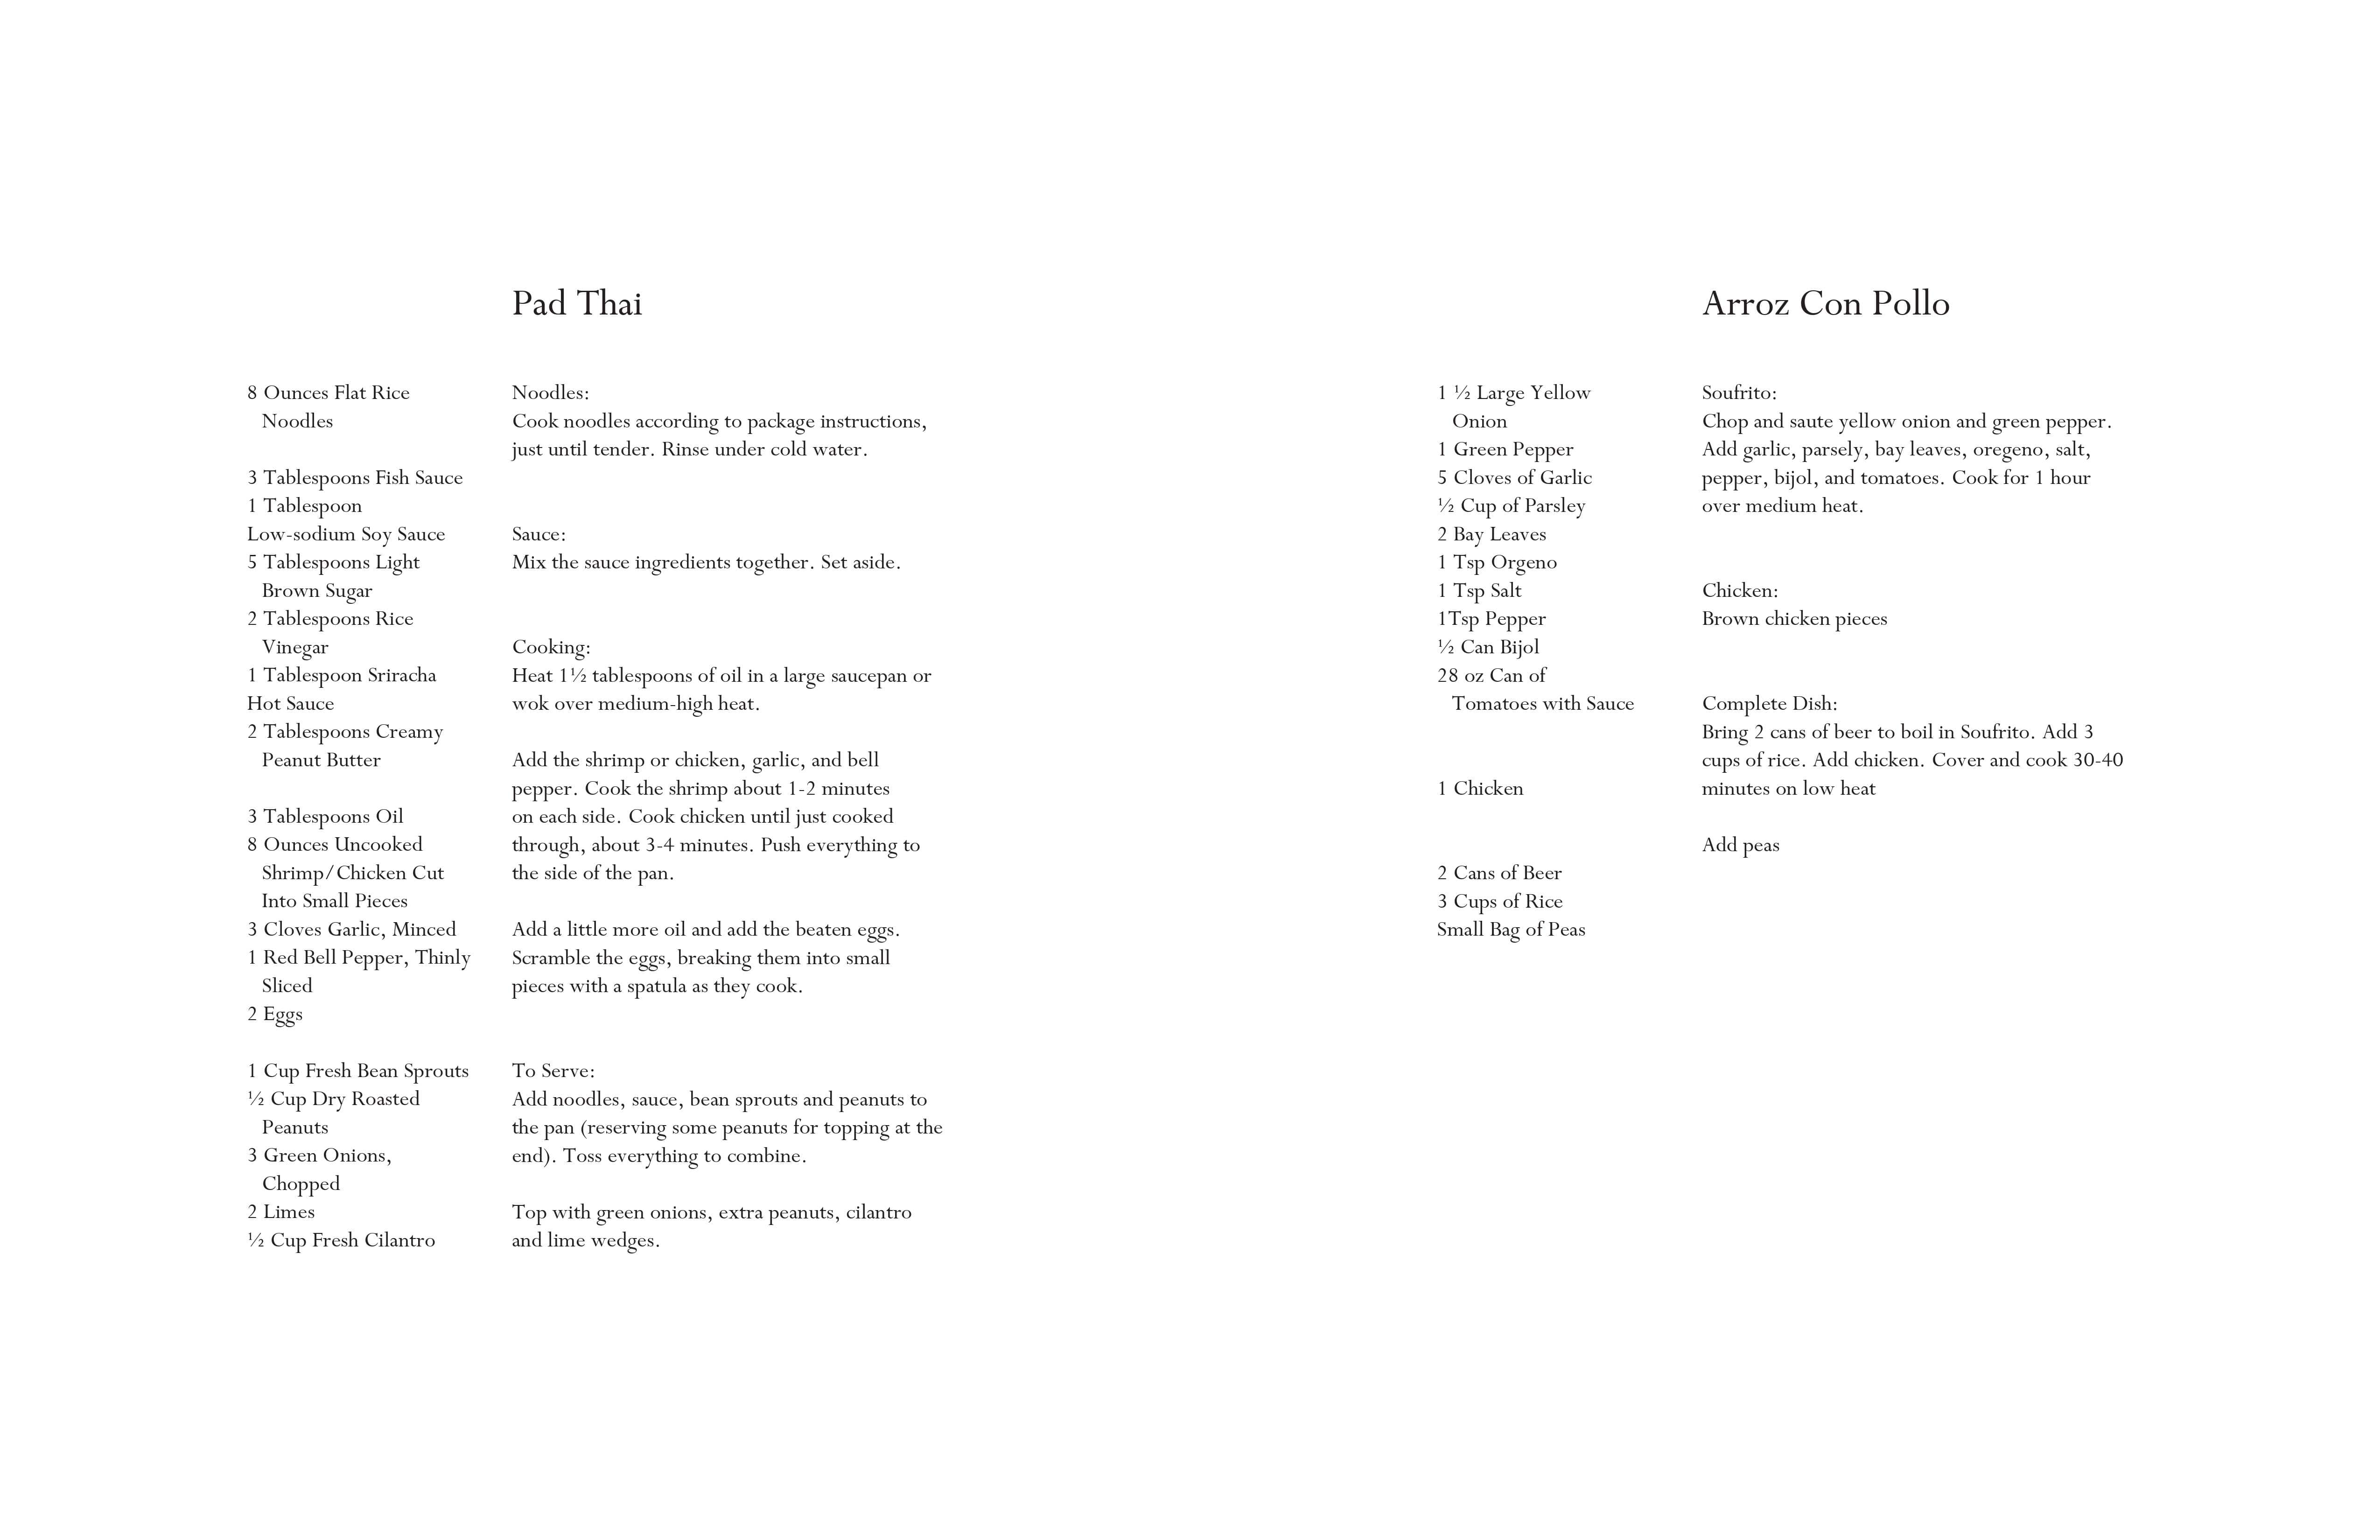 Pad Thai
8 Ounces Flat Rice
Noodles
3 Tablespoons Fish Sauce
1 Tablespoon
Low-sodium Soy Sauce
5 Tablespoons Light
Brown Sugar
2 Tablespoons Rice
Vinegar
1 Tablespoon Sriracha
Hot Sauce
2 Tablespoons Creamy
Peanut Butter
3 Tablespoons Oil
8 Ounces Uncooked
Shrimp/Chicken Cut
Into Small Pieces
3 Cloves Garlic, Minced
1 Red Bell Pepper, Thinly
Sliced
2 Eggs
1 Cup Fresh Bean Sprouts
½ Cup Dry Roasted
Peanuts
3 Green Onions,
Chopped
2 Limes
½ Cup Fresh Cilantro
Noodles:
Cook noodles according to package instructions,
just until tender. Rinse under cold water.
Sauce:
Mix the sauce ingredients together. Set aside.
Cooking:
Heat 1½ tablespoons of oil in a large saucepan or
wok over medium-high heat.
Add the shrimp or chicken, garlic, and bell
pepper. Cook the shrimp about 1-2 minutes
on each side. Cook chicken until just cooked
through, about 3-4 minutes. Push everything to
the side of the pan.
Add a little more oil and add the beaten eggs.
Scramble the eggs, breaking them into small
pieces with a spatula as they cook.
To Serve:
Add noodles, sauce, bean sprouts and peanuts to
the pan (reserving some peanuts for topping at the
end). Toss everything to combine.
Top with green onions, extra peanuts, cilantro
and lime wedges.
Arroz Con Pollo
1 ½ Large Yellow
Onion
1 Green Pepper
5 Cloves of Garlic
½ Cup of Parsley
2 Bay Leaves
1 Tsp Orgeno
1 Tsp Salt
1Tsp Pepper
½ Can Bijol
28 oz Can of
Tomatoes with Sauce
1 Chicken
2 Cans of Beer
3 Cups of Rice
Small Bag of Peas
Soufrito:
Chop and saute yellow onion and green pepper.
Add garlic, parsely, bay leaves, oregeno, salt,
pepper, bijol, and tomatoes. Cook for 1 hour
over medium heat.
Chicken:
Brown chicken pieces
Complete Dish:
Bring 2 cans of beer to boil in Soufrito. Add 3
cups of rice. Add chicken. Cover and cook 30-40
minutes on low heat
Add peas